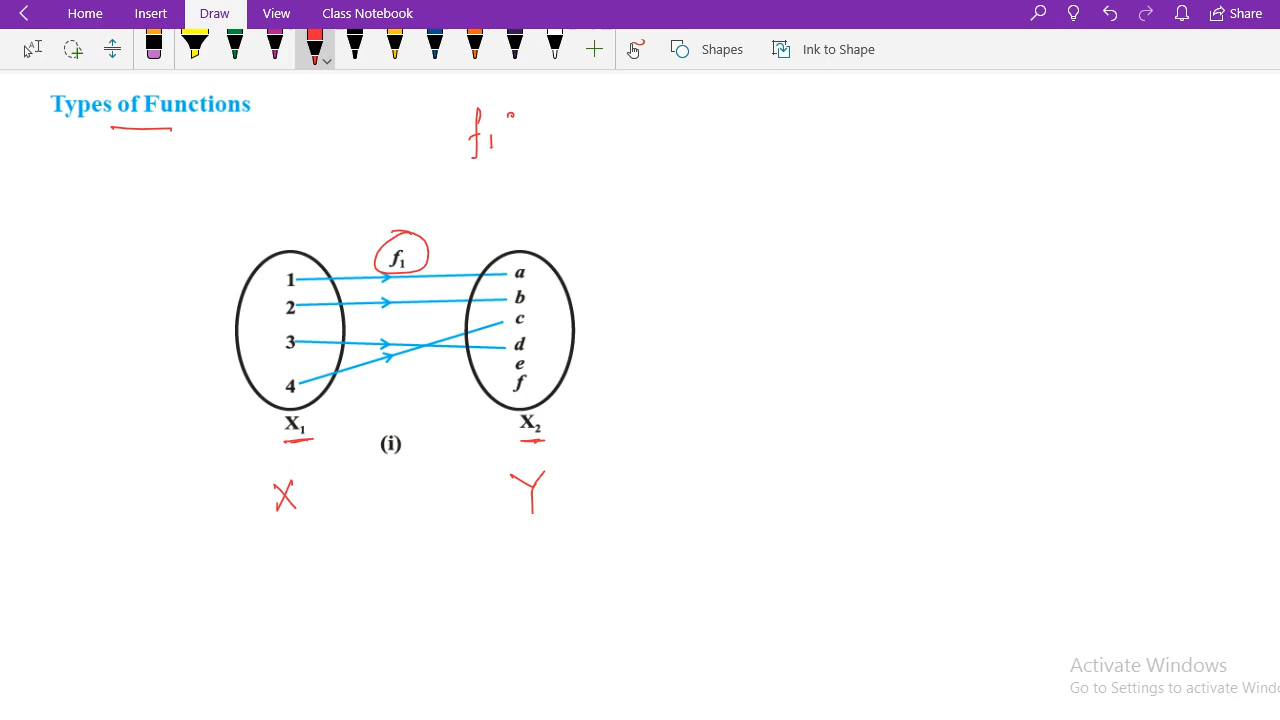 Home Insert Draw View Class Notebook Share
Shapes Ink to Shape
Types of Functions
f₁
f₁
1
2
3
4
a
b
c
d
e
f
X₁
X₂
(i)
X
Y
Activate Windows
Go to Settings to activate Wind